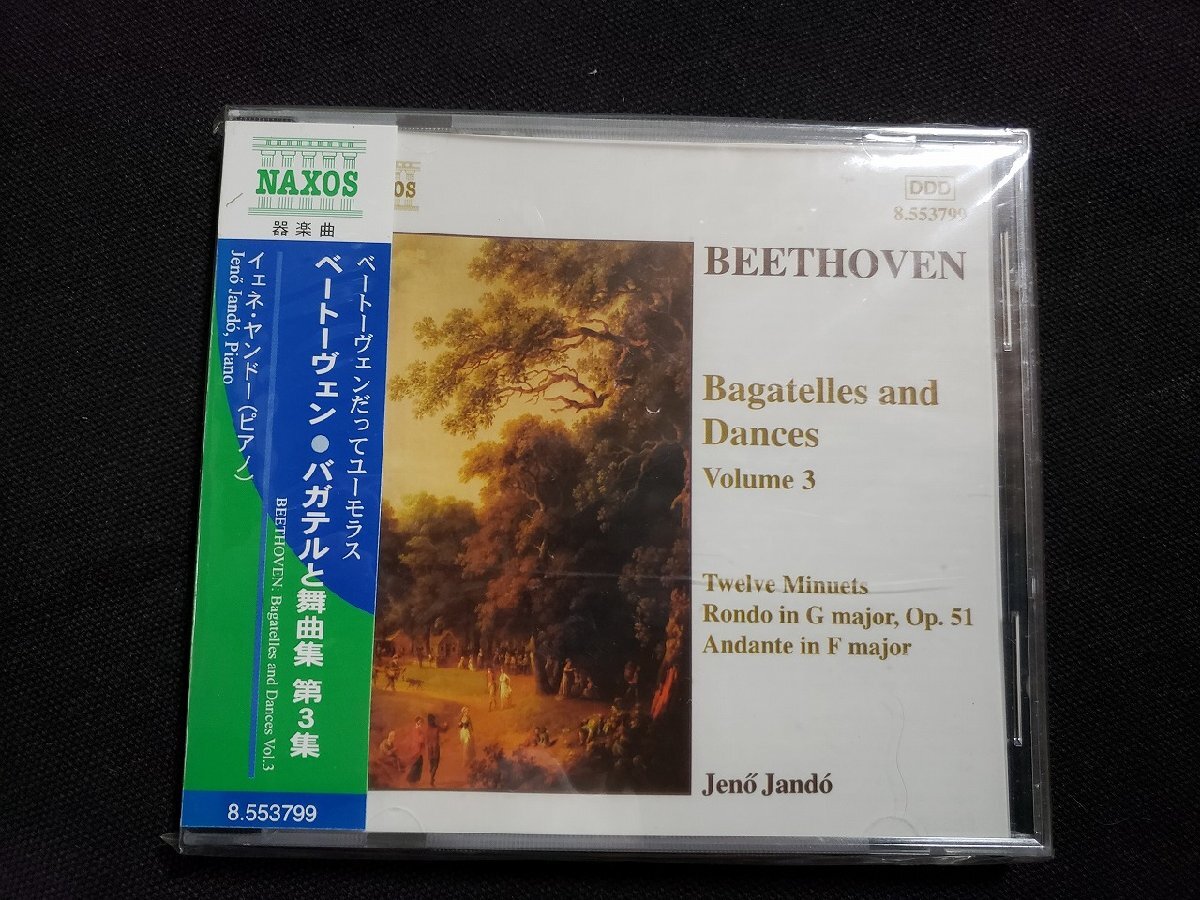 NAXOS
器楽曲
ベートーヴェンだってユーモラス
ベートーヴェン●バガテルと舞曲集 第3集
BEETHOVEN: Bagatelles and Dances Vol.3
イェネ・ヤンドー(ピアノ)
Jenő Jandó, Piano
8.553799
OS
DDD
8.553799
BEETHOVEN
Bagatelles and
Dances
Volume 3
Twelve Minuets
Rondo in G major, Op. 51
Andante in F major
Jenő Jandó